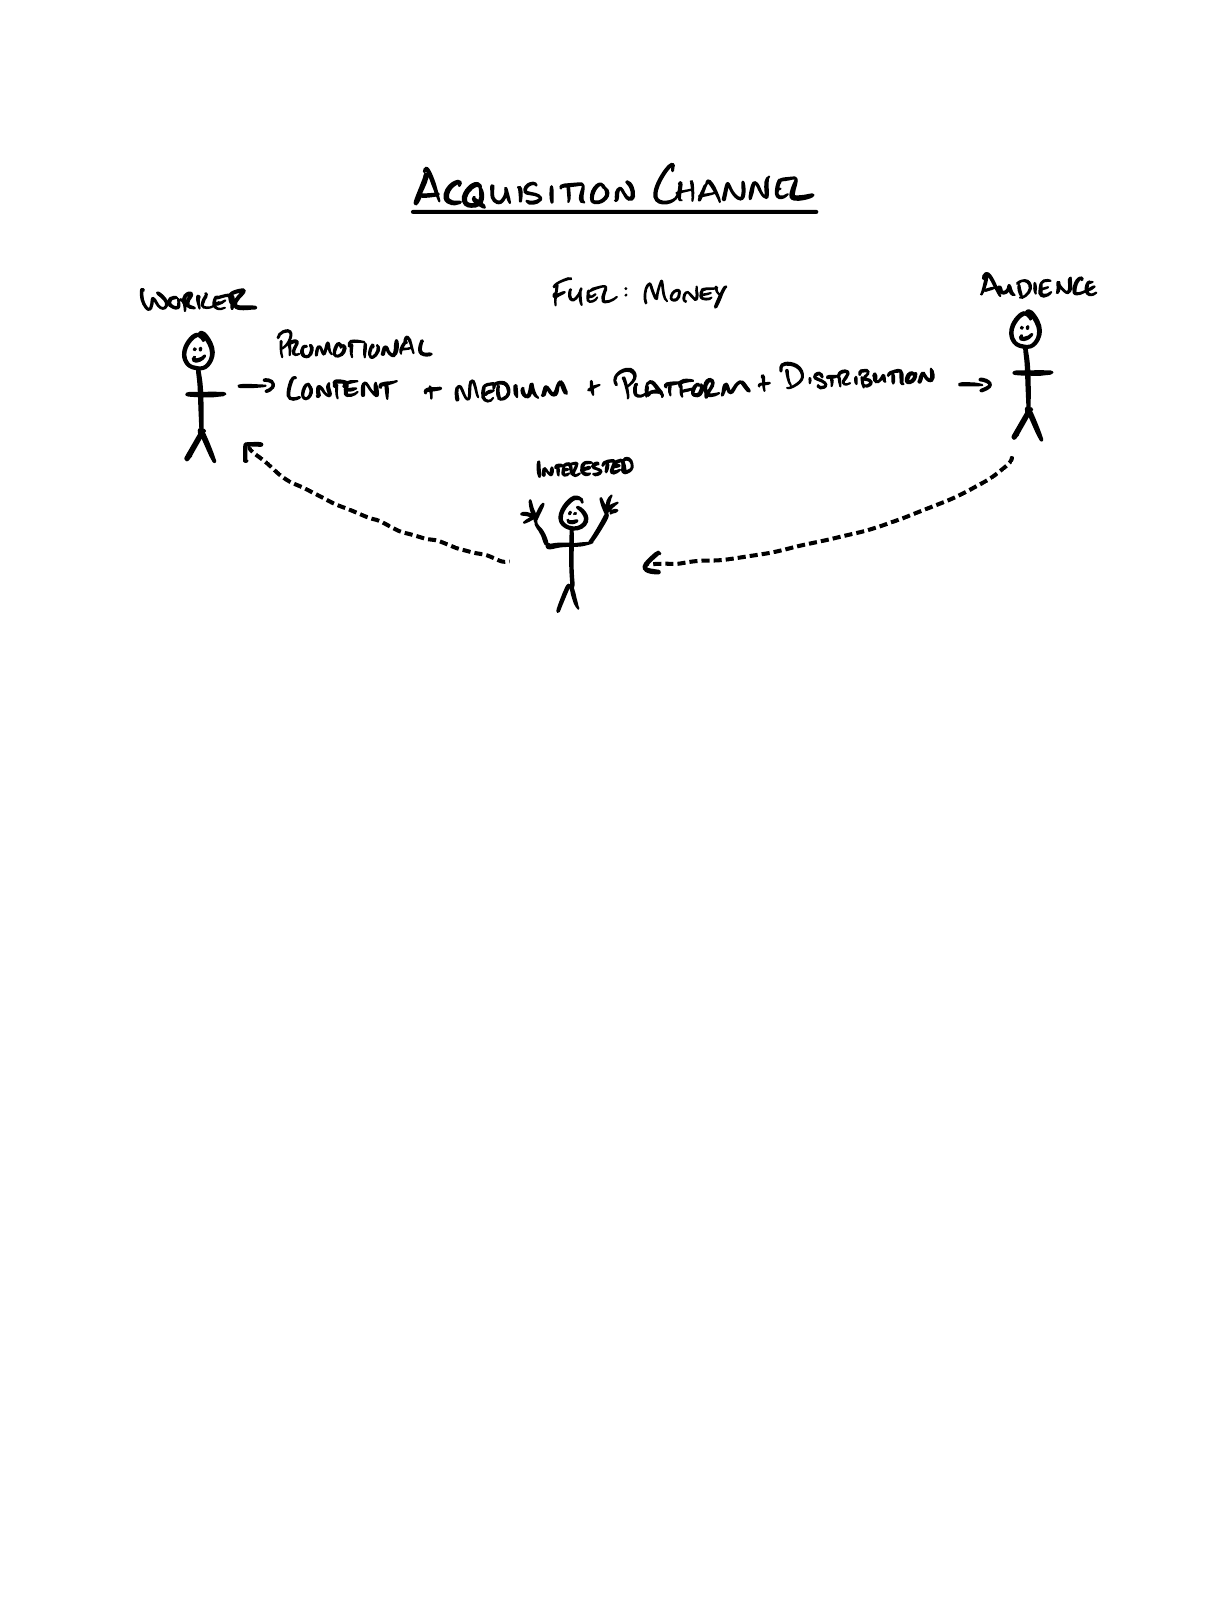 ACQUISITION CHANNEL
WORKER
FUEL: MONEY
AUDIENCE
PROMOTIONAL
→ CONTENT + MEDIUM + PLATFORM + DISTRIBUTION →
INTERESTED